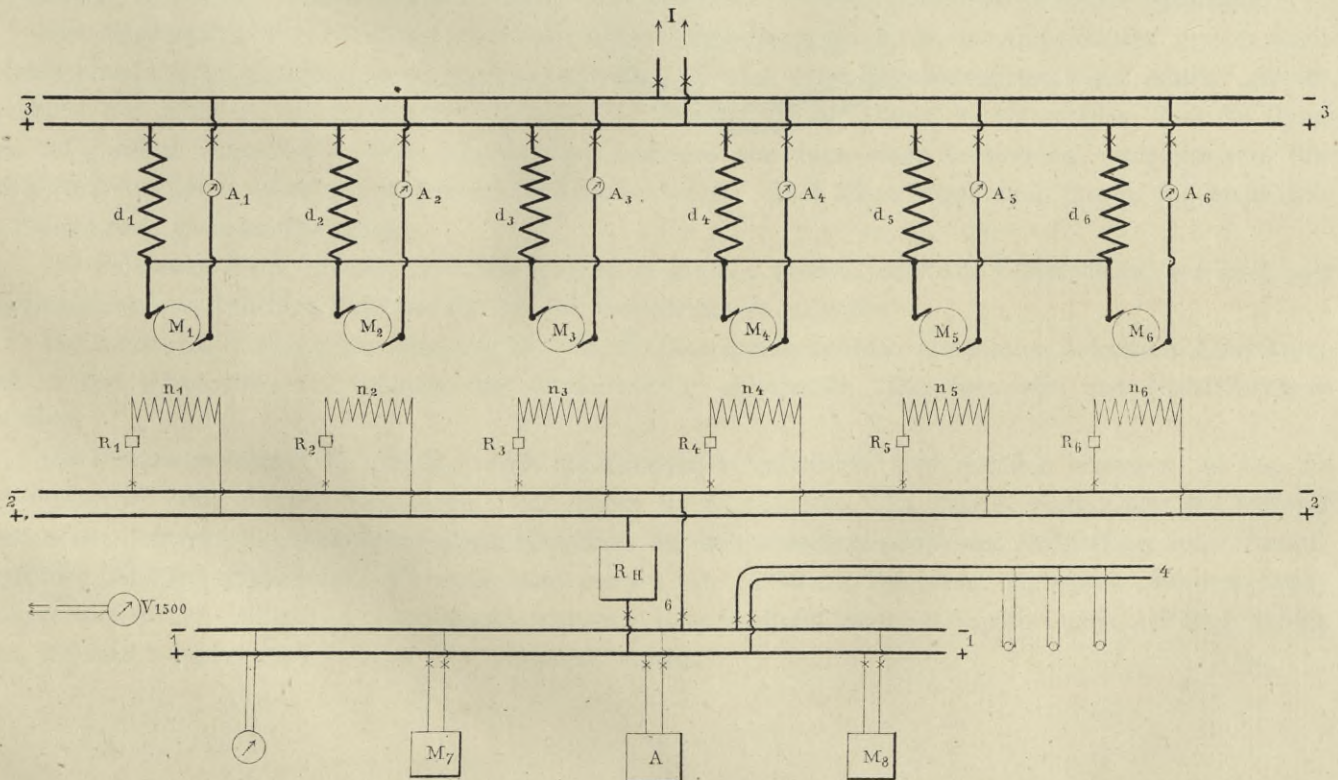 I
3 − − 3
+ +
d1 A1 d2 A2 d3 A3 d4 A4 d5 A5 d6 A6
M1 M2 M3 M4 M5 M6
n1 n2 n3 n4 n5 n6
R1 R2 R3 R4 R5 R6
2 − − 2
+ +
RH 4
V1500 6
1 − − 1
+ +
M7 A M8